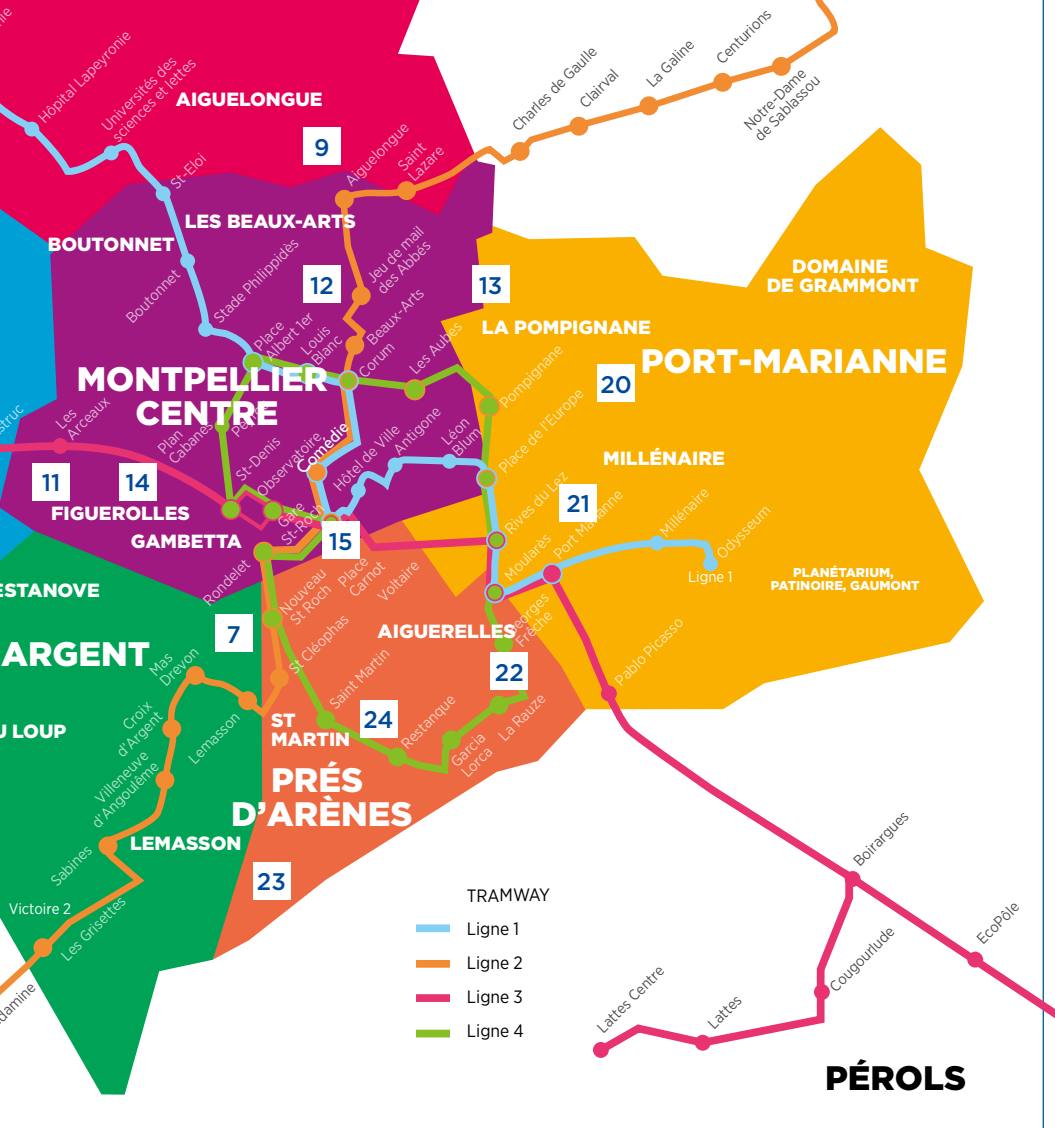 Hôpital Lapeyronie
Universités des
sciences et lettes
AIGUELONGUE
9
St-Eloi
Aiguelongue
Saint
Lazare
Charles de Gaulle
Clairval
La Galine
Centurions
Notre-Dame
de Sablassou
LES BEAUX-ARTS
BOUTONNET
Boutonnet
Stade Philippidès
12
Jeu de mail
des Abbés
13
DOMAINE
DE GRAMMONT
LA POMPIGNANE
PORT-MARIANNE
20
Place
Albert 1er
Louis
Blanc
Beaux-Arts
Corum
Les Aubes
Pompignane
MONTPELLIER
CENTRE
Les
Arceaux
Plan
Cabanes
St-Denis
Observatoire
Comédie
Hôtel de Ville
Antigone
Léon
Blum
Place de l'Europe
MILLÉNAIRE
11
14
FIGUEROLLES
GAMBETTA
Gare
St-Roch
15
Rives du Lez
21
Port Marianne
Millénaire
Odysseum
Ligne 1
PLANÉTARIUM,
PATINOIRE, GAUMONT
Rondelet
Nouveau
St Roch
Place
Carnot
Voltaire
Moularès
Georges
Frêche
ESTANOVE
ARGENT
7
AIGUERELLES
22
Pablo Picasso
Mas
Drevon
St Cléophas
Saint Martin
Croix
d'Argent
Lemasson
U LOUP
ST
MARTIN
24
Restanque
Garcia
Lorca
La Rauze
Villeneuve
d'Angoulême
PRÉS
D'ARÈNES
LEMASSON
Sabines
23
Victoire 2
Les Grisettes
TRAMWAY
Ligne 1
Ligne 2
Ligne 3
Ligne 4
Boirargues
EcoPôle
Cougourlude
Lattes Centre
Lattes
PÉROLS